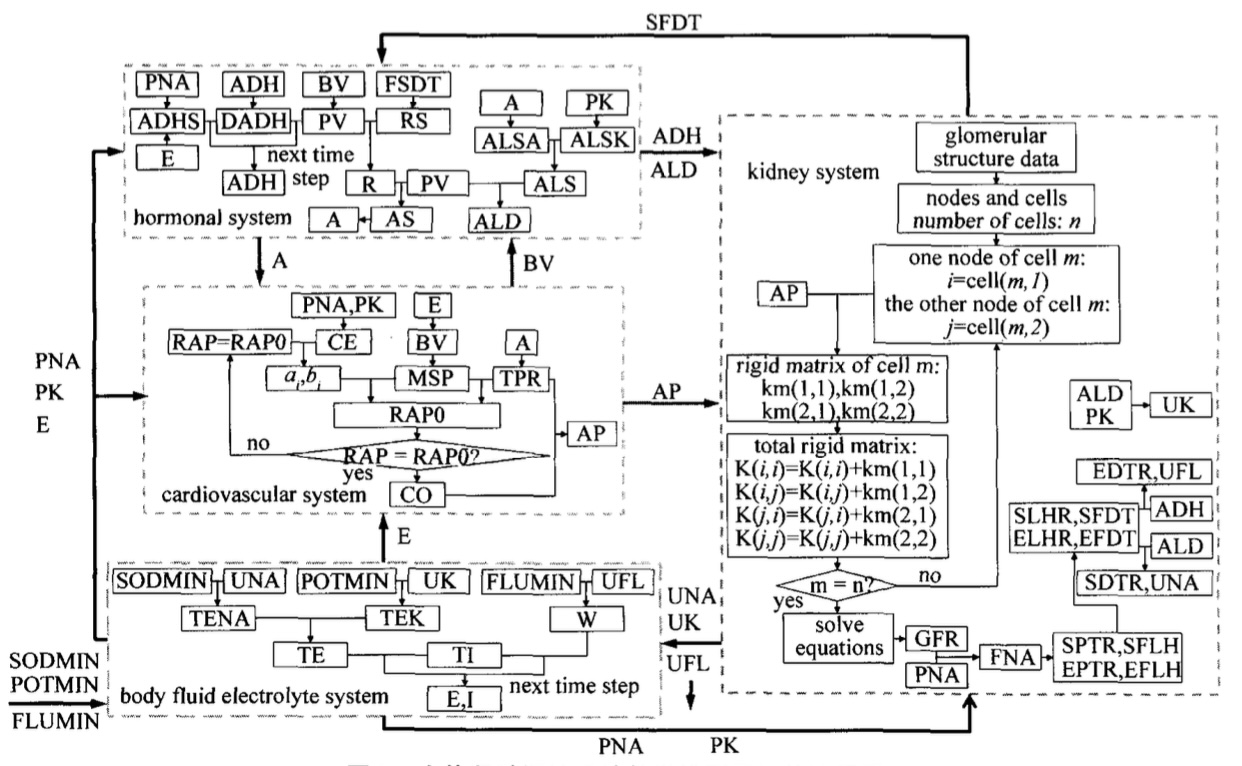 SFDT
PNA ADH BV FSDT
A PK
ADHS DADH PV RS
ALSA ALSK
E
next time
step
ADH R PV ALS
hormonal system
A AS ALD
ADH
ALD
A
BV
PNA,PK E
RAP=RAP0 CE BV A
ai,bi MSP TPR
RAP0
AP
no
RAP = RAP0?
yes
cardiovascular system
CO
PNA
PK
E
AP
E
SODMIN UNA POTMIN UK FLUMIN UFL
TENA TEK W
TE TI
next time step
body fluid electrolyte system
E,I
SODMIN
POTMIN
FLUMIN
UNA
UK
UFL
PNA PK
kidney system
glomerular
structure data
nodes and cells
number of cells: n
one node of cell m:
i=cell(m,1)
the other node of cell m:
j=cell(m,2)
AP
rigid matrix of cell m:
km(1,1),km(1,2)
km(2,1),km(2,2)
total rigid matrix:
K(i,i)=K(i,i)+km(1,1)
K(i,j)=K(i,j)+km(1,2)
K(j,i)=K(j,i)+km(2,1)
K(j,j)=K(j,j)+km(2,2)
m = n?
no
yes
solve
equations
GFR
PNA
FNA
SPTR,SFLH
EPTR,EFLH
ALD
PK
UK
EDTR,UFL
SLHR,SFDT
ELHR,EFDT
ADH
ALD
SDTR,UNA